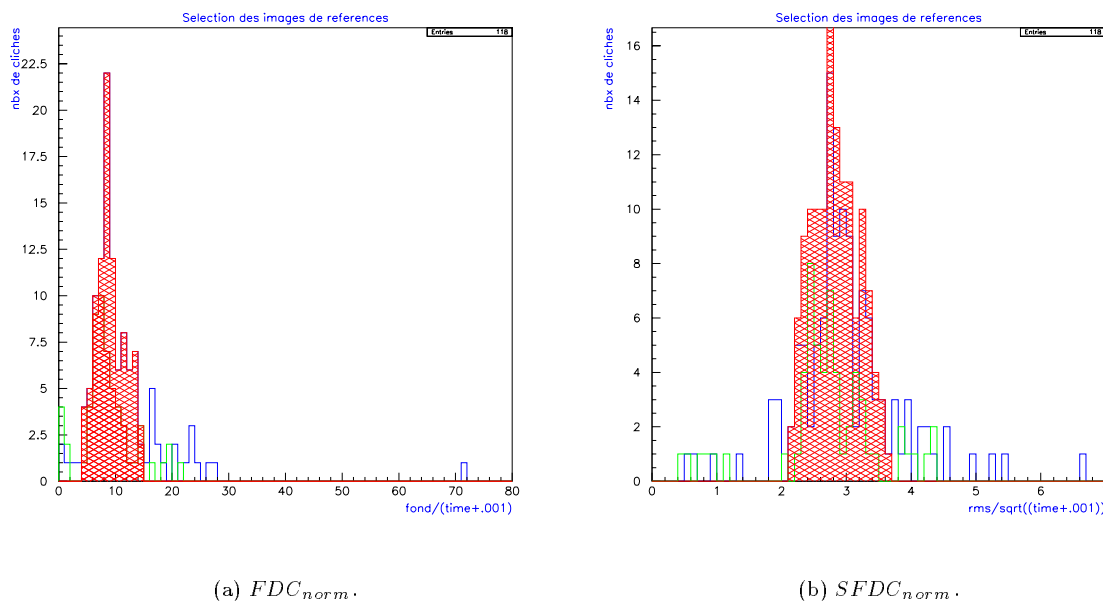 Selection des images de references
Entries 118
nbx de cliches
22.5
20
17.5
15
12.5
10
7.5
5
2.5
0
0 10 20 30 40 50 60 70 80
fond/(time+.001)
(a) FDCnorm.
Selection des images de references
Entries 118
nbx de cliches
16
14
12
10
8
6
4
2
0
0 1 2 3 4 5 6
rms/sqrt((time+.001))
(b) SFDCnorm.